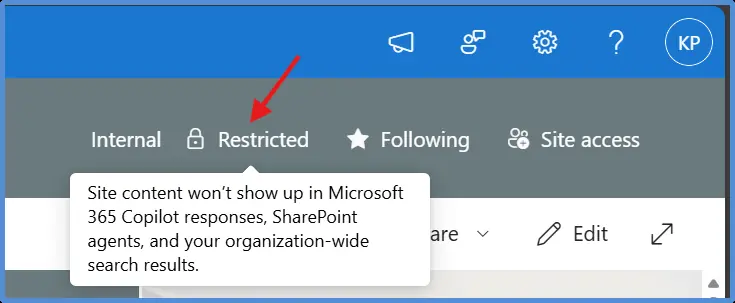 KP
Internal Restricted Following Site access
Site content won't show up in Microsoft
365 Copilot responses, SharePoint
agents, and your organization-wide
search results.
are Edit